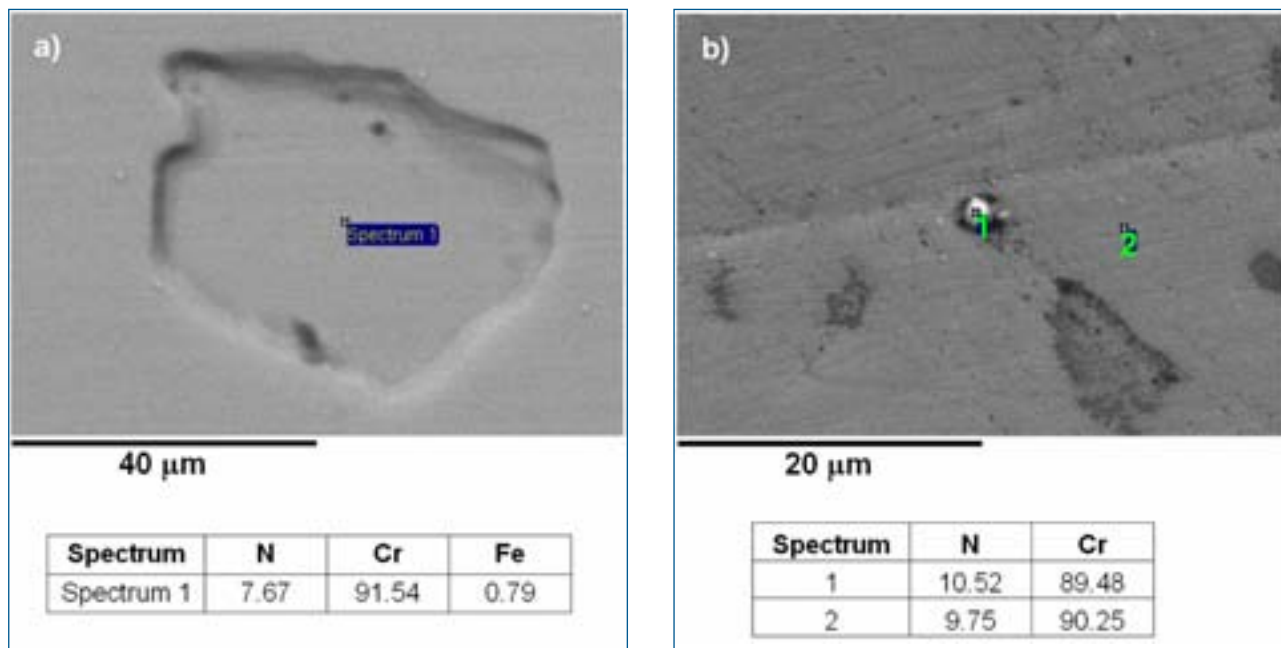 a)
Spectrum 1
40 μm
Spectrum N Cr Fe
Spectrum 1 7.67 91.54 0.79
b)
1
2
20 μm
Spectrum N Cr
1 10.52 89.48
2 9.75 90.25